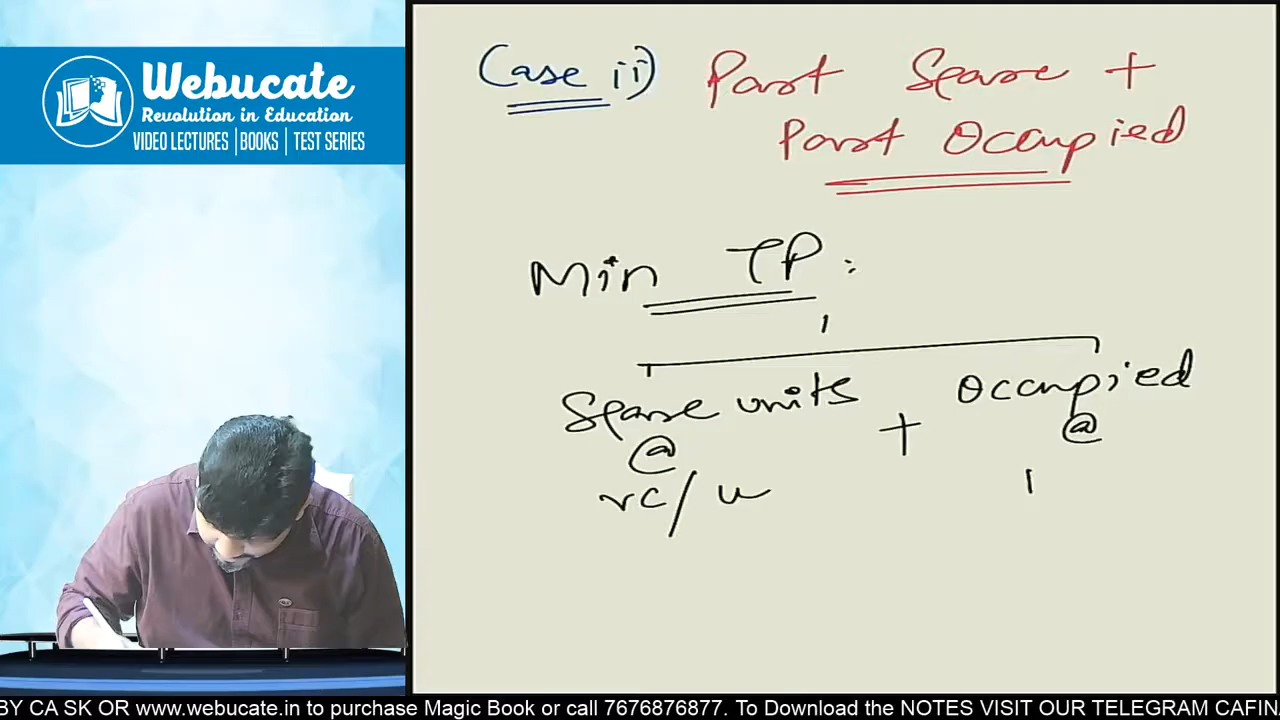 Webucate
Revolution in Education
VIDEO LECTURES | BOOKS | TEST SERIES
Case ii) Part Spare +
Part Occupied
Min TP:
Spare units + Occupied
@ @
vc/u
BY CA SK OR www.webucate.in to purchase Magic Book or call 7676876877. To Download the NOTES VISIT OUR TELEGRAM CAFIN